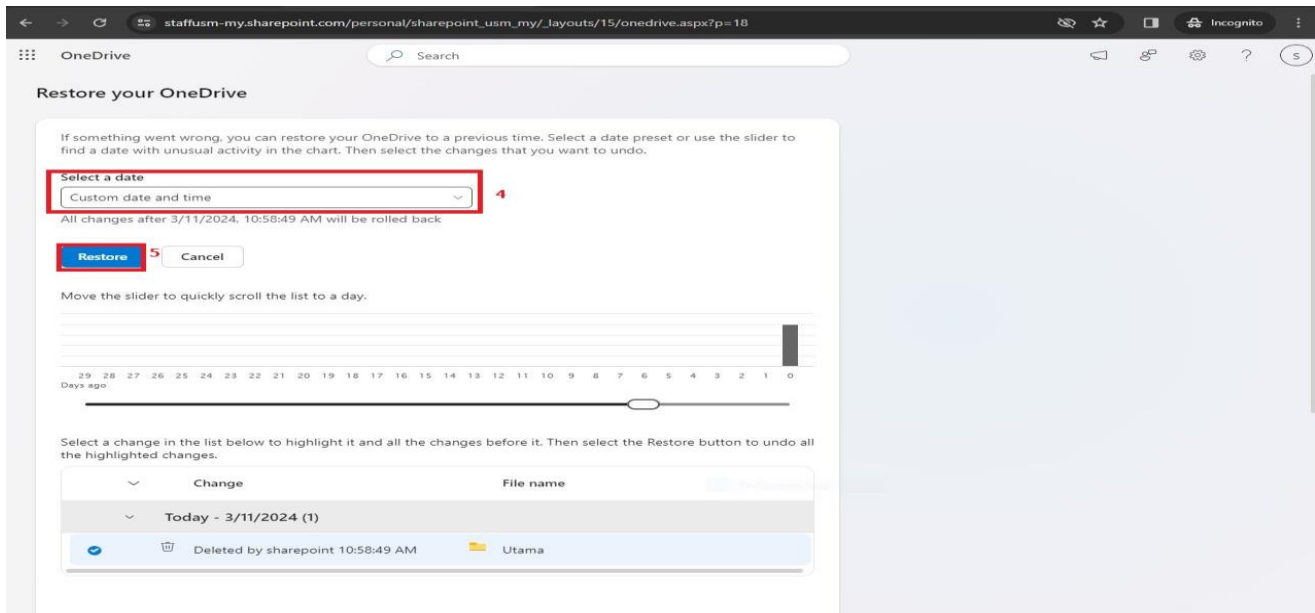 staffusm-my.sharepoint.com/personal/sharepoint_usm_my/_layouts/15/onedrive.aspx?p=18
Incognito
OneDrive
Search
S
Restore your OneDrive
If something went wrong, you can restore your OneDrive to a previous time. Select a date preset or use the slider to
find a date with unusual activity in the chart. Then select the changes that you want to undo.
Select a date
Custom date and time
4
All changes after 3/11/2024, 10:58:49 AM will be rolled back
Restore
5
Cancel
Move the slider to quickly scroll the list to a day.
29 28 27 26 25 24 23 22 21 20 19 18 17 16 15 14 13 12 11 10 9 8 7 6 5 4 3 2 1 0
Days ago
Select a change in the list below to highlight it and all the changes before it. Then select the Restore button to undo all
the highlighted changes.
Change File name
Today - 3/11/2024 (1)
Deleted by sharepoint 10:58:49 AM Utama